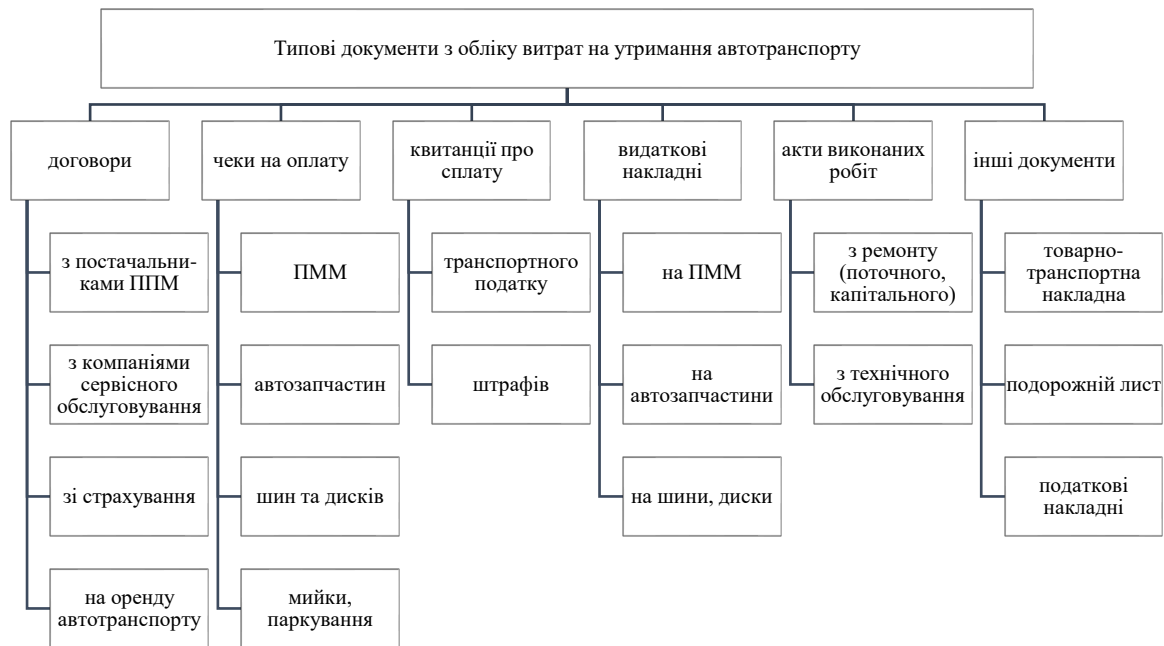 Типові документи з обліку витрат на утримання автотранспорту
договори
з постачальни-
ками ППМ
з компаніями
сервісного
обслуговування
зі страхування
на оренду
автотранспорту
чеки на оплату
ПММ
автозапчастин
шин та дисків
мийки,
паркування
квитанції про
сплату
транспортного
податку
штрафів
видаткові
накладні
на ПММ
на
автозапчастини
на шини, диски
акти виконаних
робіт
з ремонту
(поточного,
капітального)
з технічного
обслуговування
інші документи
товарно-
транспортна
накладна
подорожній лист
податкові
накладні